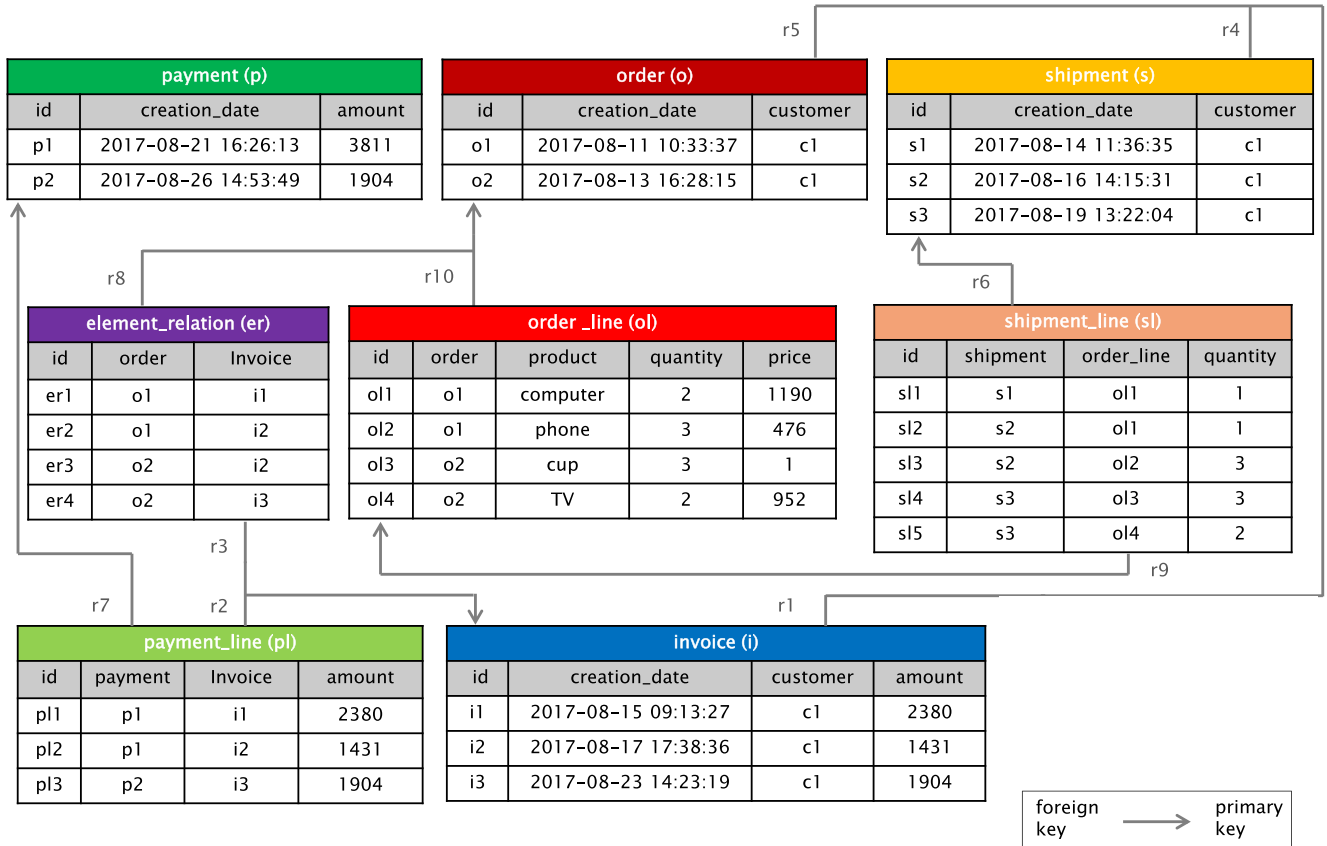 r5
r4
payment (p)
id creation_date amount
p1 2017-08-21 16:26:13 3811
p2 2017-08-26 14:53:49 1904
order (o)
id creation_date customer
o1 2017-08-11 10:33:37 c1
o2 2017-08-13 16:28:15 c1
shipment (s)
id creation_date customer
s1 2017-08-14 11:36:35 c1
s2 2017-08-16 14:15:31 c1
s3 2017-08-19 13:22:04 c1
r8
r10
r6
element_relation (er)
id order Invoice
er1 o1 i1
er2 o1 i2
er3 o2 i2
er4 o2 i3
order _line (ol)
id order product quantity price
ol1 o1 computer 2 1190
ol2 o1 phone 3 476
ol3 o2 cup 3 1
ol4 o2 TV 2 952
shipment_line (sl)
id shipment order_line quantity
sl1 s1 ol1 1
sl2 s2 ol1 1
sl3 s2 ol2 3
sl4 s3 ol3 3
sl5 s3 ol4 2
r3
r9
r7
r2
r1
payment_line (pl)
id payment Invoice amount
pl1 p1 i1 2380
pl2 p1 i2 1431
pl3 p2 i3 1904
invoice (i)
id creation_date customer amount
i1 2017-08-15 09:13:27 c1 2380
i2 2017-08-17 17:38:36 c1 1431
i3 2017-08-23 14:23:19 c1 1904
foreign
key
primary
key